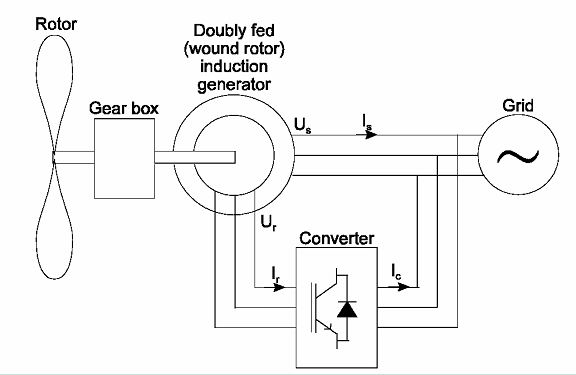 Rotor
Doubly fed
(wound rotor)
induction
generator
Gear box
Grid
Us
Is
Ur
Converter
Ir
Ic